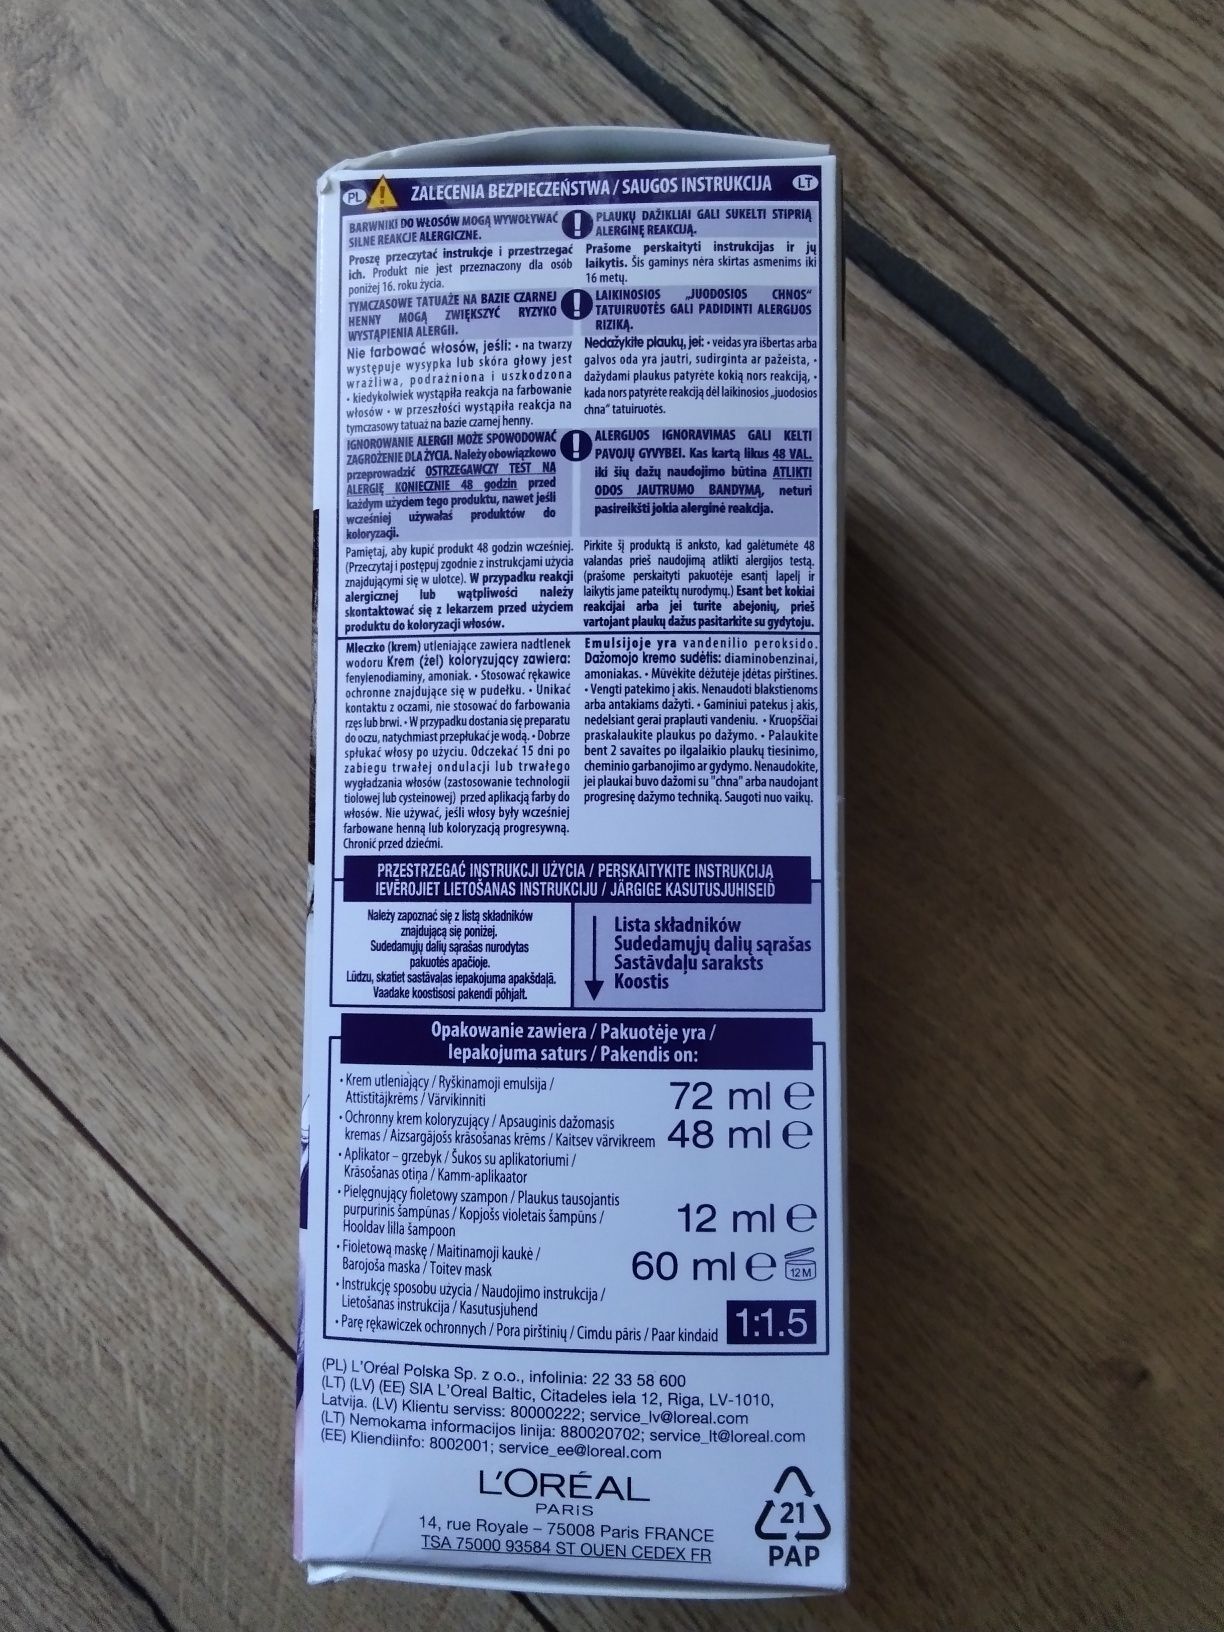 PL ! ZALECENIA BEZPIECZEŃSTWA / SAUGOS INSTRUKCIJA LT
BARWNIKI DO WŁOSÓW MOGĄ WYWOŁYWAĆ
SILNE REAKCJE ALERGICZNE.
Proszę przeczytać instrukcje i przestrzegać
ich. Produkt nie jest przeznaczony dla osób
poniżej 16. roku życia.
TYMCZASOWE TATUAŻE NA BAZIE CZARNEJ
HENNY MOGĄ ZWIĘKSZYĆ RYZYKO
WYSTĄPIENIA ALERGII.
Nie farbować włosów, jeśli: • na twarzy
występuje wysypka lub skóra głowy jest
wrażliwa, podrażniona i uszkodzona
• kiedykolwiek wystąpiła reakcja na farbowanie
włosów • w przeszłości wystąpiła reakcja na
tymczasowy tatuaż na bazie czarnej henny.
IGNOROWANIE ALERGII MOŻE SPOWODOWAĆ
ZAGROŻENIE DLA ŻYCIA. Należy obowiązkowo
przeprowadzić OSTRZEGAWCZY TEST NA
ALERGIĘ KONIECZNIE 48 godzin przed
każdym użyciem tego produktu, nawet jeśli
wcześniej używałaś produktów do
koloryzacji.
Pamiętaj, aby kupić produkt 48 godzin wcześniej.
(Przeczytaj i postępuj zgodnie z instrukcjami użycia
znajdującymi się w ulotce). W przypadku reakcji
alergicznej lub wątpliwości należy
skontaktować się z lekarzem przed użyciem
produktu do koloryzacji włosów.
! PLAUKŲ DAŽIKLIAI GALI SUKELTI STIPRIĄ
ALERGINĘ REAKCIJĄ.
Prašome perskaityti instrukcijas ir jų
laikytis. Šis gaminys nėra skirtas asmenims iki
16 metų.
! LAIKINOSIOS „JUODOSIOS CHNOS“
TATUIRUOTĖS GALI PADIDINTI ALERGIJOS
RIZIKĄ.
Nedažykite plaukų, jei: • veidas yra išbertas arba
galvos oda yra jautri, sudirginta ar pažeista, •
dažydami plaukus patyrėte kokią nors reakciją, •
kada nors patyrėte reakciją dėl laikinosios „juodosios
chna“ tatuiruotės.
! ALERGIJOS IGNORAVIMAS GALI KELTI
PAVOJŲ GYVYBEI. Kas kartą likus 48 VAL.
iki šių dažų naudojimo būtina ATLIKTI
ODOS JAUTRUMO BANDYMĄ, neturi
pasireikšti jokia alerginė reakcija.
Pirkite šį produktą iš anksto, kad galėtumėte 48
valandas prieš naudojimą atlikti alergijos testą.
(prašome perskaityti pakuotėje esantį lapelį ir
laikytis jame pateiktų nurodymų.) Esant bet kokiai
reakcijai arba jei turite abejonių, prieš
vartojant plaukų dažus pasitarkite su gydytoju.
Mleczko (krem) utleniające zawiera nadtlenek
wodoru Krem (żel) koloryzujący zawiera:
fenylenodiaminy, amoniak. • Stosować rękawice
ochronne znajdujące się w pudełku. • Unikać
kontaktu z oczami, nie stosować do farbowania
rzęs lub brwi. • W przypadku dostania się preparatu
do oczu, natychmiast przepłukać je wodą. • Dobrze
spłukać włosy po użyciu. Odczekać 15 dni po
zabiegu trwałej ondulacji lub trwałego
wygładzania włosów (zastosowanie technologii
tiolowej lub cysteinowej) przed aplikacją farby do
włosów. Nie używać, jeśli włosy były wcześniej
farbowane henną lub koloryzacją progresywną.
Chronić przed dziećmi.
Emulsijoje yra vandenilio peroksido.
Dažomojo kremo sudėtis: diaminobenzinai,
amoniakas. • Mūvėkite dėžutėje įdėtas pirštines.
• Vengti patekimo į akis. Nenaudoti blakstienoms
arba antakiams dažyti. • Gaminiui patekus į akis,
nedelsiant gerai praplauti vandeniu. • Kruopščiai
praskalaukite plaukus po dažymo. • Palaukite
bent 2 savaites po ilgalaikio plaukų tiesinimo,
cheminio garbanojimo ar gydymo. Nenaudokite,
jei plaukai buvo dažomi su "chna" arba naudojant
progresinę dažymo techniką. Saugoti nuo vaikų.
PRZESTRZEGAĆ INSTRUKCJI UŻYCIA / PERSKAITYKITE INSTRUKCIJĄ
IEVĒROJIET LIETOŠANAS INSTRUKCIJU / JÄRGIGE KASUTUSJUHISEID
Należy zapoznać się z listą składników
znajdującą się poniżej.
Sudedamųjų dalių sąrašas nurodytas
pakuotės apačioje.
Lūdzu, skatiet sastāvaļas iepakojuma apakšdaļā.
Vaadake koostisosi pakendi põhjalt.
Lista składników
Sudedamųjų dalių sąrašas
Sastāvdaļu saraksts
Koostis
Opakowanie zawiera / Pakuotėje yra /
Iepakojuma saturs / Pakendis on:
• Krem utleniający / Ryškinamoji emulsija /
Attīstītājkrēms / Värvikinniti 72 ml ℮
• Ochronny krem koloryzujący / Apsauginis dažomasis
kremas / Aizsargājošs krāsošanas krēms / Kaitsev värvikreem 48 ml ℮
• Aplikator – grzebyk / Šukos su aplikatoriumi /
Krāsošanas otiņa / Kamm-aplikaator
• Pielęgnujący fioletowy szampon / Plaukus tausojantis
purpurinis šampūnas / Kopjošs violetais šampūns /
Hooldav lilla šampoon 12 ml ℮
• Fioletową maskę / Maitinamoji kaukė /
Barojoša maska / Toitev mask 60 ml ℮ 12 M
• Instrukcję sposobu użycia / Naudojimo instrukcija /
Lietošanas instrukcija / Kasutusjuhend
• Parę rękawiczek ochronnych / Pora pirštinių / Cimdu pāris / Paar kindaid 1:1.5
(PL) L'Oréal Polska Sp. z o.o., infolinia: 22 33 58 600
(LT) (LV) (EE) SIA L'Oreal Baltic, Citadeles iela 12, Riga, LV-1010,
Latvija. (LV) Klientu serviss: 80000222; service_lv@loreal.com
(LT) Nemokama informacijos linija: 880020702; service_lt@loreal.com
(EE) Kliendiinfo: 8002001; service_ee@loreal.com
L'ORÉAL
PARIS
14, rue Royale – 75008 Paris FRANCE
TSA 75000 93584 ST OUEN CEDEX FR
21
PAP